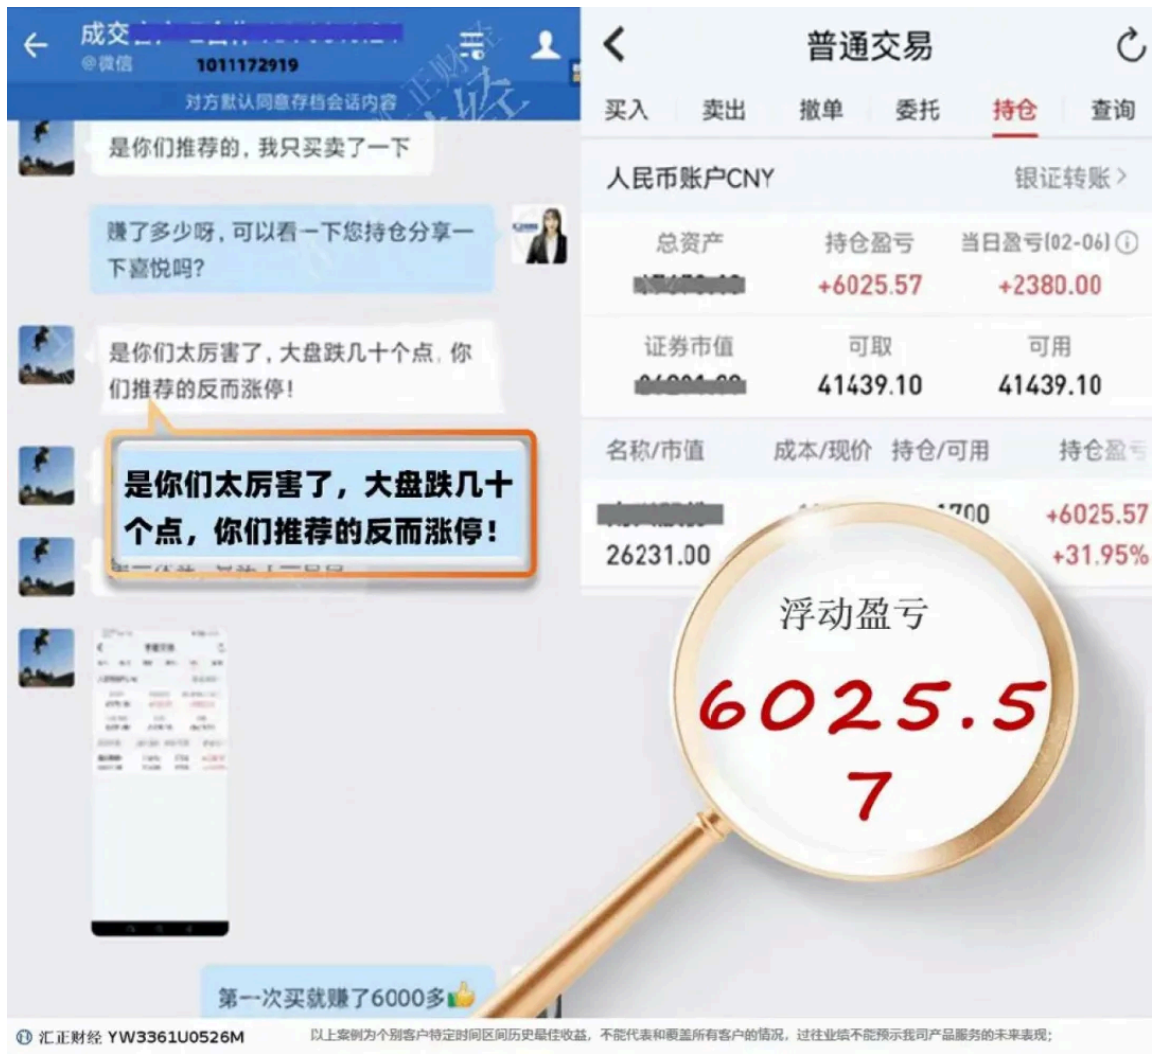 成交
@微信
1011172919
对方默认同意存档会话内容
汇正财经
是你们推荐的，我只买卖了一下
赚了多少呀，可以看一下您持仓分享一
下喜悦吗？
是你们太厉害了，大盘跌几十个点，你
们推荐的反而涨停！
是你们太厉害了，大盘跌几十
个点，你们推荐的反而涨停！
第一次买就赚了6000多👍
普通交易
买入 卖出 撤单 委托 持仓 查询
人民币账户CNY 银证转账
总资产 持仓盈亏 当日盈亏(02-06)
+6025.57 +2380.00
证券市值 可取 可用
41439.10 41439.10
名称/市值 成本/现价 持仓/可用 持仓盈亏
1700 +6025.57
26231.00 +31.95%
浮动盈亏
6025.5
7
汇正财经 YW3361U0526M
以上案例为个别客户特定时间区间历史最佳收益，不能代表和覆盖所有客户的情况，过往业绩不能预示我司产品服务的未来表现；